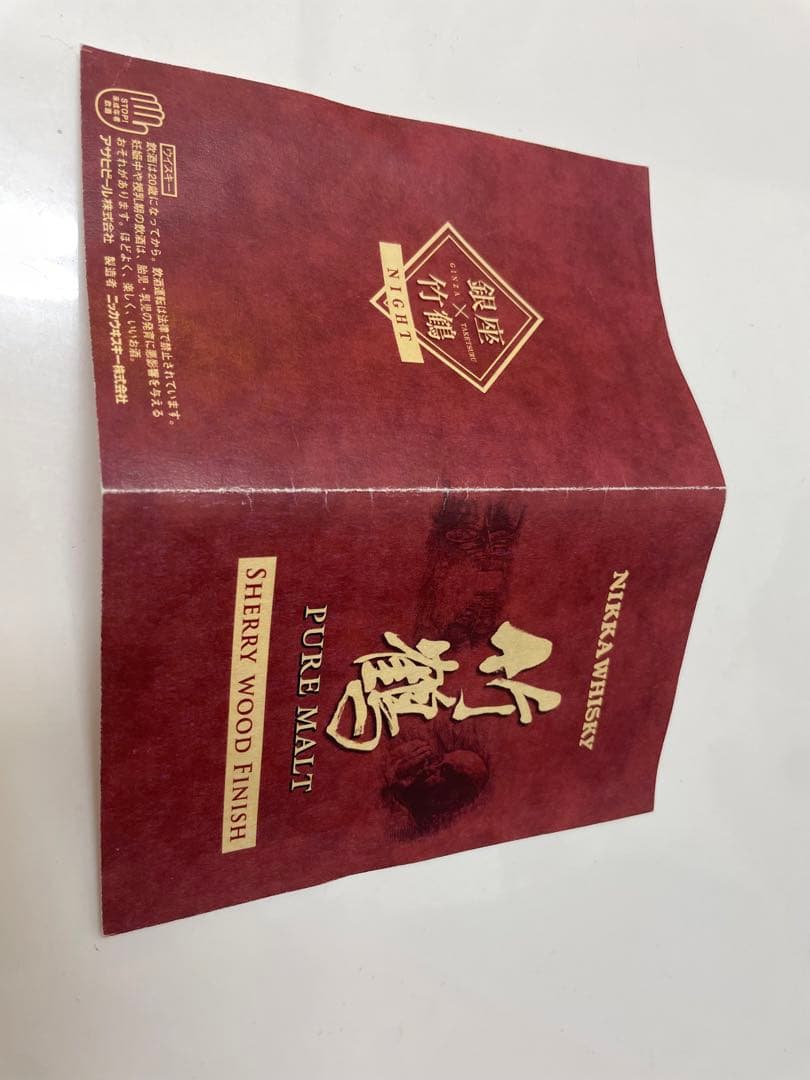 NIKKA WHISKY
竹鶴
PURE MALT
SHERRY WOOD FINISH
銀座
GINZA
×
TAKETSURU
竹鶴
NIGHT
STOP!
未成年者
飲酒
ウイスキー
飲酒は20歳になってから。飲酒運転は法律で禁止されています。
妊娠中や授乳期の飲酒は、胎児・乳児の発育に悪影響を与える
おそれがあります。ほどよく、楽しく、いいお酒。
アサヒビール株式会社 製造者 ニッカウヰスキー株式会社